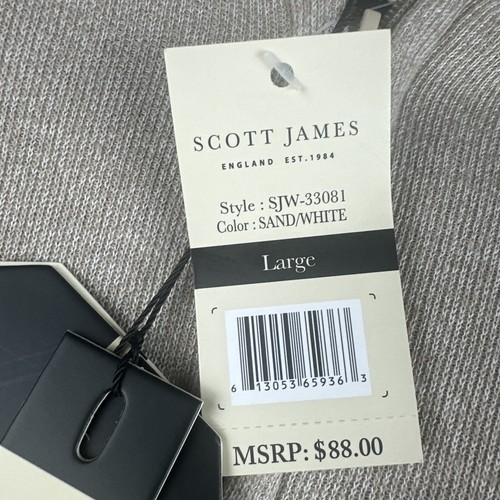 SCOTT JAMES
ENGLAND EST.1984
Style : SJW-33081
Color : SAND/WHITE
Large
6 13053 65936 3
MSRP: $88.00